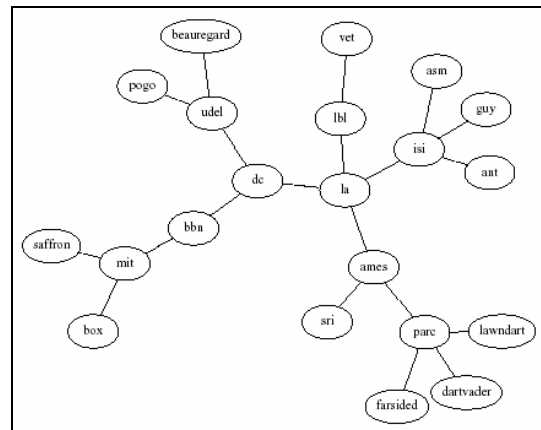 beauregard
vet
pogo
asm
udel
lbl
guy
isi
dc
la
ant
bbn
saffron
mit
ames
sri
box
parc
lawndart
dartvader
farsided